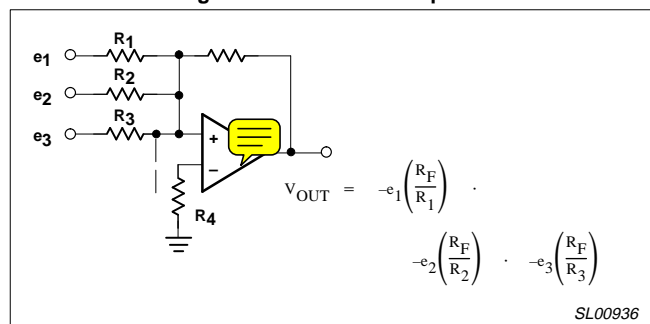 R1
e1
R2
e2
R3
e3
+
−
R4
VOUT = −e1(RF/R1) ·
−e2(RF/R2) · −e3(RF/R3)
SL00936